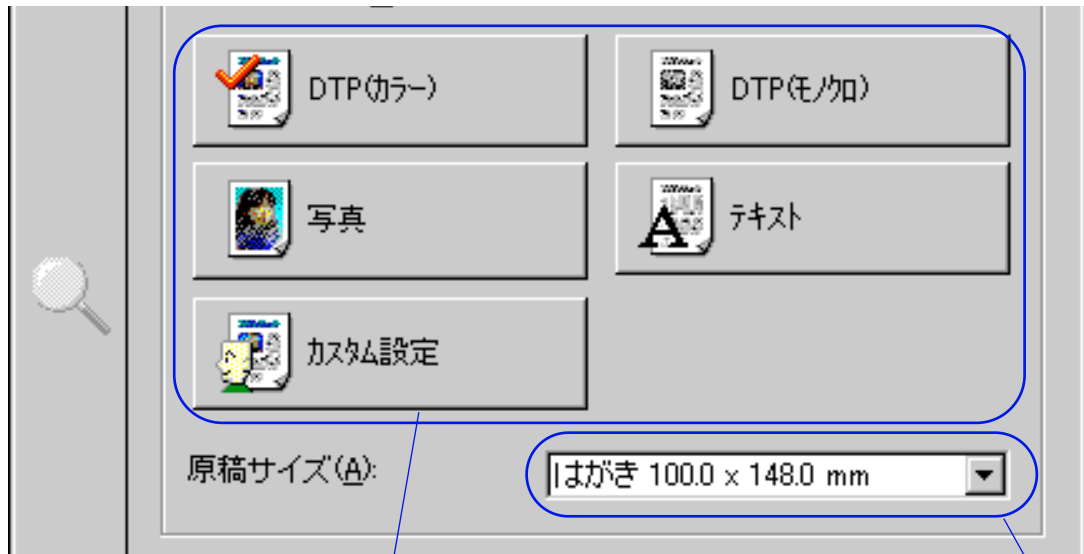 DTP(カラー)
DTP(モノクロ)
写真
テキスト
カスタム設定
原稿サイズ(A):
はがき 100.0 x 148.0 mm